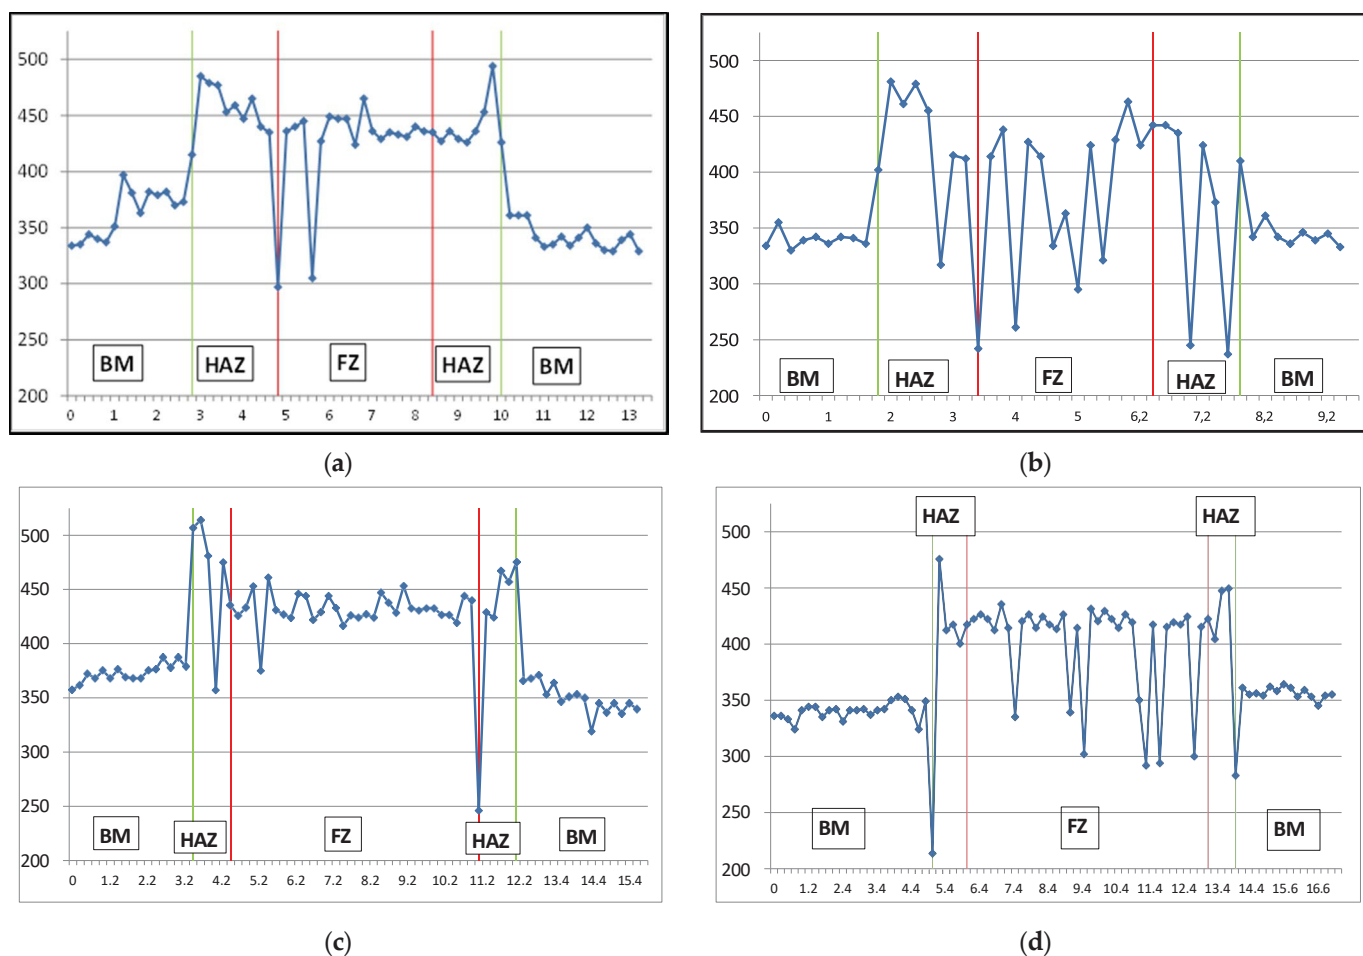 500
450
400
350
300
250
200
BM
HAZ
FZ
HAZ
BM
0 1 2 3 4 5 6 7 8 9 10 11 12 13
(a)
500
450
400
350
300
250
200
BM
HAZ
FZ
HAZ
BM
0 1 2 3 4 5 6,2 7,2 8,2 9,2
(b)
500
450
400
350
300
250
200
BM
HAZ
FZ
HAZ
BM
0 1.2 2.2 3.2 4.2 5.2 6.2 7.2 8.2 9.2 10.2 11.2 12.2 13.4 14.4 15.4
(c)
HAZ
HAZ
500
450
400
350
300
250
200
BM
FZ
BM
0 1.2 2.4 3.4 4.4 5.4 6.4 7.4 8.4 9.4 10.4 11.4 12.4 13.4 14.4 15.6 16.6
(d)